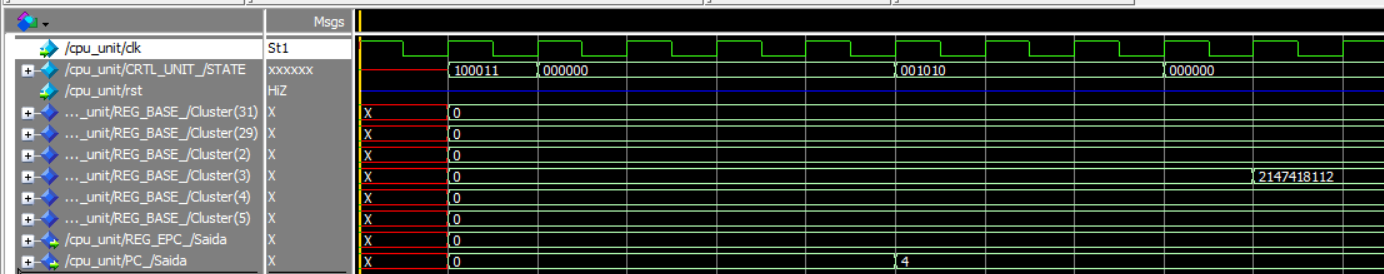 Msgs
/cpu_unit/clk St1
/cpu_unit/CRTL_UNIT_/STATE xxxxxx 100011 000000 001010 000000
/cpu_unit/rst HiZ
..._unit/REG_BASE_/Cluster(31) X X 0
..._unit/REG_BASE_/Cluster(29) X X 0
..._unit/REG_BASE_/Cluster(2) X X 0
..._unit/REG_BASE_/Cluster(3) X X 0 2147418112
..._unit/REG_BASE_/Cluster(4) X X 0
..._unit/REG_BASE_/Cluster(5) X X 0
/cpu_unit/REG_EPC_/Saida X X 0
/cpu_unit/PC_/Saida X X 0 4